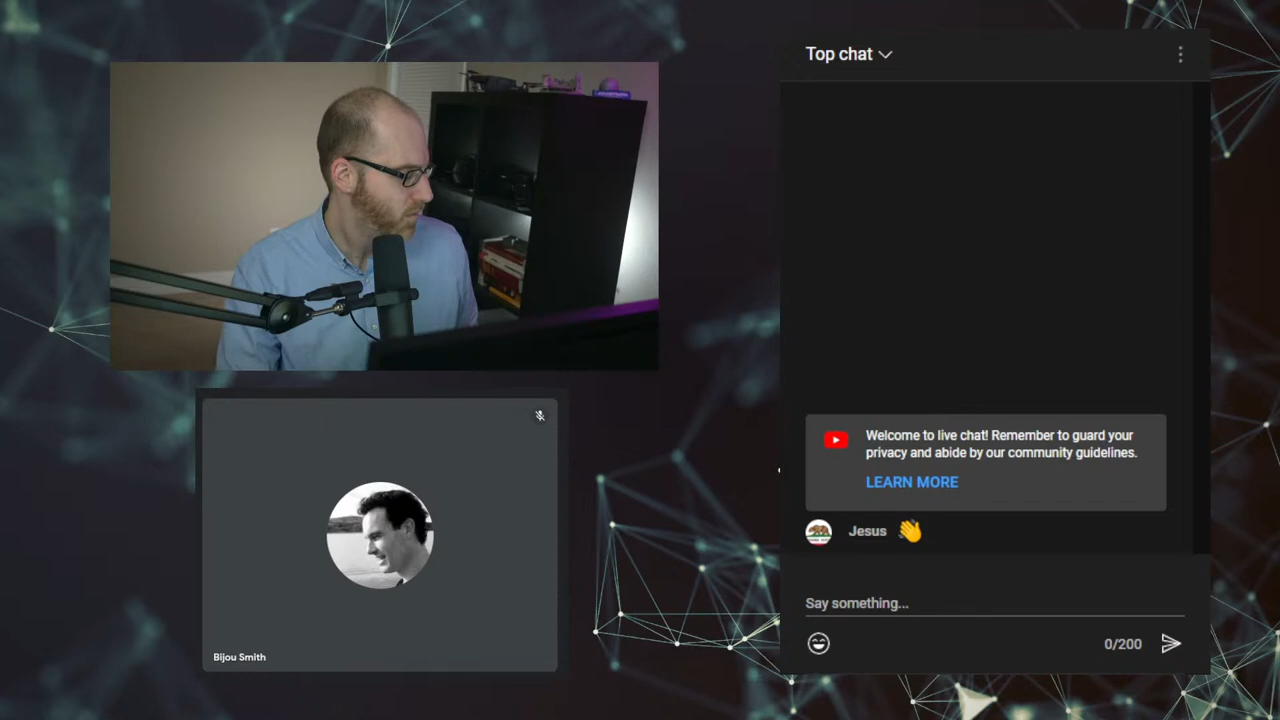 Top chat
Welcome to live chat! Remember to guard your
privacy and abide by our community guidelines.
LEARN MORE
Jesus 👋
Say something...
0/200
Bijou Smith